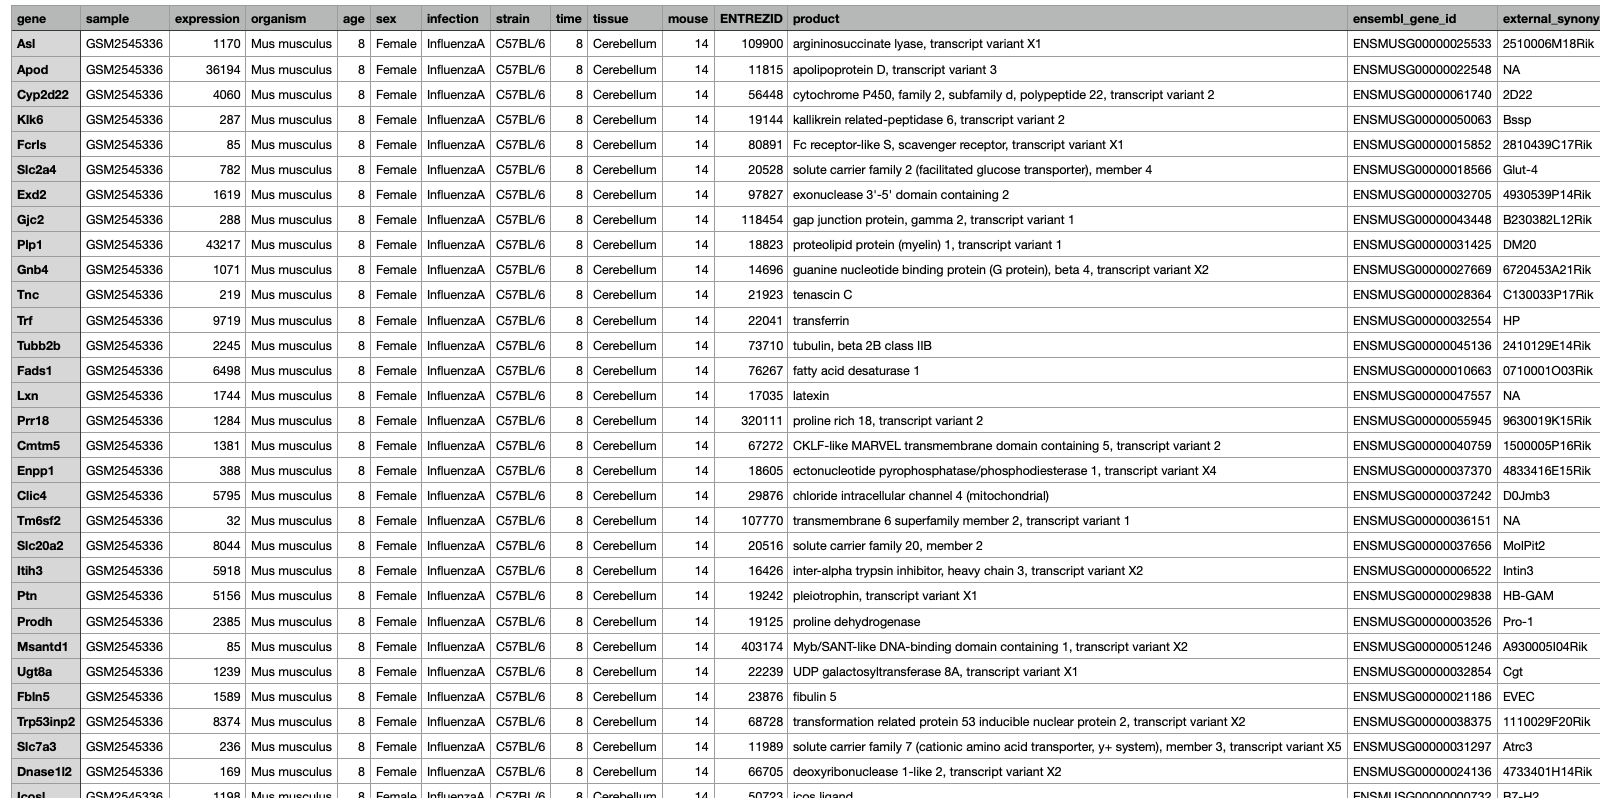 gene sample expression organism age sex infection strain time tissue mouse ENTREZID product ensembl_gene_id external_synony
Asl GSM2545336 1170 Mus musculus 8 Female InfluenzaA C57BL/6 8 Cerebellum 14 109900 argininosuccinate lyase, transcript variant X1 ENSMUSG00000025533 2510006M18Rik
Apod GSM2545336 36194 Mus musculus 8 Female InfluenzaA C57BL/6 8 Cerebellum 14 11815 apolipoprotein D, transcript variant 3 ENSMUSG00000022548 NA
Cyp2d22 GSM2545336 4060 Mus musculus 8 Female InfluenzaA C57BL/6 8 Cerebellum 14 56448 cytochrome P450, family 2, subfamily d, polypeptide 22, transcript variant 2 ENSMUSG00000061740 2D22
Klk6 GSM2545336 287 Mus musculus 8 Female InfluenzaA C57BL/6 8 Cerebellum 14 19144 kallikrein related-peptidase 6, transcript variant 2 ENSMUSG00000050063 Bssp
Fcrls GSM2545336 85 Mus musculus 8 Female InfluenzaA C57BL/6 8 Cerebellum 14 80891 Fc receptor-like S, scavenger receptor, transcript variant X1 ENSMUSG00000015852 2810439C17Rik
Slc2a4 GSM2545336 782 Mus musculus 8 Female InfluenzaA C57BL/6 8 Cerebellum 14 20528 solute carrier family 2 (facilitated glucose transporter), member 4 ENSMUSG00000018566 Glut-4
Exd2 GSM2545336 1619 Mus musculus 8 Female InfluenzaA C57BL/6 8 Cerebellum 14 97827 exonuclease 3'-5' domain containing 2 ENSMUSG00000032705 4930539P14Rik
Gjc2 GSM2545336 288 Mus musculus 8 Female InfluenzaA C57BL/6 8 Cerebellum 14 118454 gap junction protein, gamma 2, transcript variant 1 ENSMUSG00000043448 B230382L12Rik
Plp1 GSM2545336 43217 Mus musculus 8 Female InfluenzaA C57BL/6 8 Cerebellum 14 18823 proteolipid protein (myelin) 1, transcript variant 1 ENSMUSG00000031425 DM20
Gnb4 GSM2545336 1071 Mus musculus 8 Female InfluenzaA C57BL/6 8 Cerebellum 14 14696 guanine nucleotide binding protein (G protein), beta 4, transcript variant X2 ENSMUSG00000027669 6720453A21Rik
Tnc GSM2545336 219 Mus musculus 8 Female InfluenzaA C57BL/6 8 Cerebellum 14 21923 tenascin C ENSMUSG00000028364 C130033P17Rik
Trf GSM2545336 9719 Mus musculus 8 Female InfluenzaA C57BL/6 8 Cerebellum 14 22041 transferrin ENSMUSG00000032554 HP
Tubb2b GSM2545336 2245 Mus musculus 8 Female InfluenzaA C57BL/6 8 Cerebellum 14 73710 tubulin, beta 2B class IIB ENSMUSG00000045136 2410129E14Rik
Fads1 GSM2545336 6498 Mus musculus 8 Female InfluenzaA C57BL/6 8 Cerebellum 14 76267 fatty acid desaturase 1 ENSMUSG00000010663 0710001O03Rik
Lxn GSM2545336 1744 Mus musculus 8 Female InfluenzaA C57BL/6 8 Cerebellum 14 17035 latexin ENSMUSG00000047557 NA
Prr18 GSM2545336 1284 Mus musculus 8 Female InfluenzaA C57BL/6 8 Cerebellum 14 320111 proline rich 18, transcript variant 2 ENSMUSG00000055945 9630019K15Rik
Cmtm5 GSM2545336 1381 Mus musculus 8 Female InfluenzaA C57BL/6 8 Cerebellum 14 67272 CKLF-like MARVEL transmembrane domain containing 5, transcript variant 2 ENSMUSG00000040759 1500005P16Rik
Enpp1 GSM2545336 388 Mus musculus 8 Female InfluenzaA C57BL/6 8 Cerebellum 14 18605 ectonucleotide pyrophosphatase/phosphodiesterase 1, transcript variant X4 ENSMUSG00000037370 4833416E15Rik
Clic4 GSM2545336 5795 Mus musculus 8 Female InfluenzaA C57BL/6 8 Cerebellum 14 29876 chloride intracellular channel 4 (mitochondrial) ENSMUSG00000037242 D0Jmb3
Tm6sf2 GSM2545336 32 Mus musculus 8 Female InfluenzaA C57BL/6 8 Cerebellum 14 107770 transmembrane 6 superfamily member 2, transcript variant 1 ENSMUSG00000036151 NA
Slc20a2 GSM2545336 8044 Mus musculus 8 Female InfluenzaA C57BL/6 8 Cerebellum 14 20516 solute carrier family 20, member 2 ENSMUSG00000037656 MolPit2
Itih3 GSM2545336 5918 Mus musculus 8 Female InfluenzaA C57BL/6 8 Cerebellum 14 16426 inter-alpha trypsin inhibitor, heavy chain 3, transcript variant X2 ENSMUSG00000006522 Intin3
Ptn GSM2545336 5156 Mus musculus 8 Female InfluenzaA C57BL/6 8 Cerebellum 14 19242 pleiotrophin, transcript variant X1 ENSMUSG00000029838 HB-GAM
Prodh GSM2545336 2385 Mus musculus 8 Female InfluenzaA C57BL/6 8 Cerebellum 14 19125 proline dehydrogenase ENSMUSG00000003526 Pro-1
Msantd1 GSM2545336 85 Mus musculus 8 Female InfluenzaA C57BL/6 8 Cerebellum 14 403174 Myb/SANT-like DNA-binding domain containing 1, transcript variant X2 ENSMUSG00000051246 A930005I04Rik
Ugt8a GSM2545336 1239 Mus musculus 8 Female InfluenzaA C57BL/6 8 Cerebellum 14 22239 UDP galactosyltransferase 8A, transcript variant X1 ENSMUSG00000032854 Cgt
Fbln5 GSM2545336 1589 Mus musculus 8 Female InfluenzaA C57BL/6 8 Cerebellum 14 23876 fibulin 5 ENSMUSG00000021186 EVEC
Trp53inp2 GSM2545336 8374 Mus musculus 8 Female InfluenzaA C57BL/6 8 Cerebellum 14 68728 transformation related protein 53 inducible nuclear protein 2, transcript variant X2 ENSMUSG00000038375 1110029F20Rik
Slc7a3 GSM2545336 236 Mus musculus 8 Female InfluenzaA C57BL/6 8 Cerebellum 14 11989 solute carrier family 7 (cationic amino acid transporter, y+ system), member 3, transcript variant X5 ENSMUSG00000031297 Atrc3
Dnase1l2 GSM2545336 169 Mus musculus 8 Female InfluenzaA C57BL/6 8 Cerebellum 14 66705 deoxyribonuclease 1-like 2, transcript variant X2 ENSMUSG00000024136 4733401H14Rik
Icosl GSM2545336 1198 Mus musculus 8 Female InfluenzaA C57BL/6 8 Cerebellum 14 50723 icos ligand ENSMUSG00000000732 B7-H2